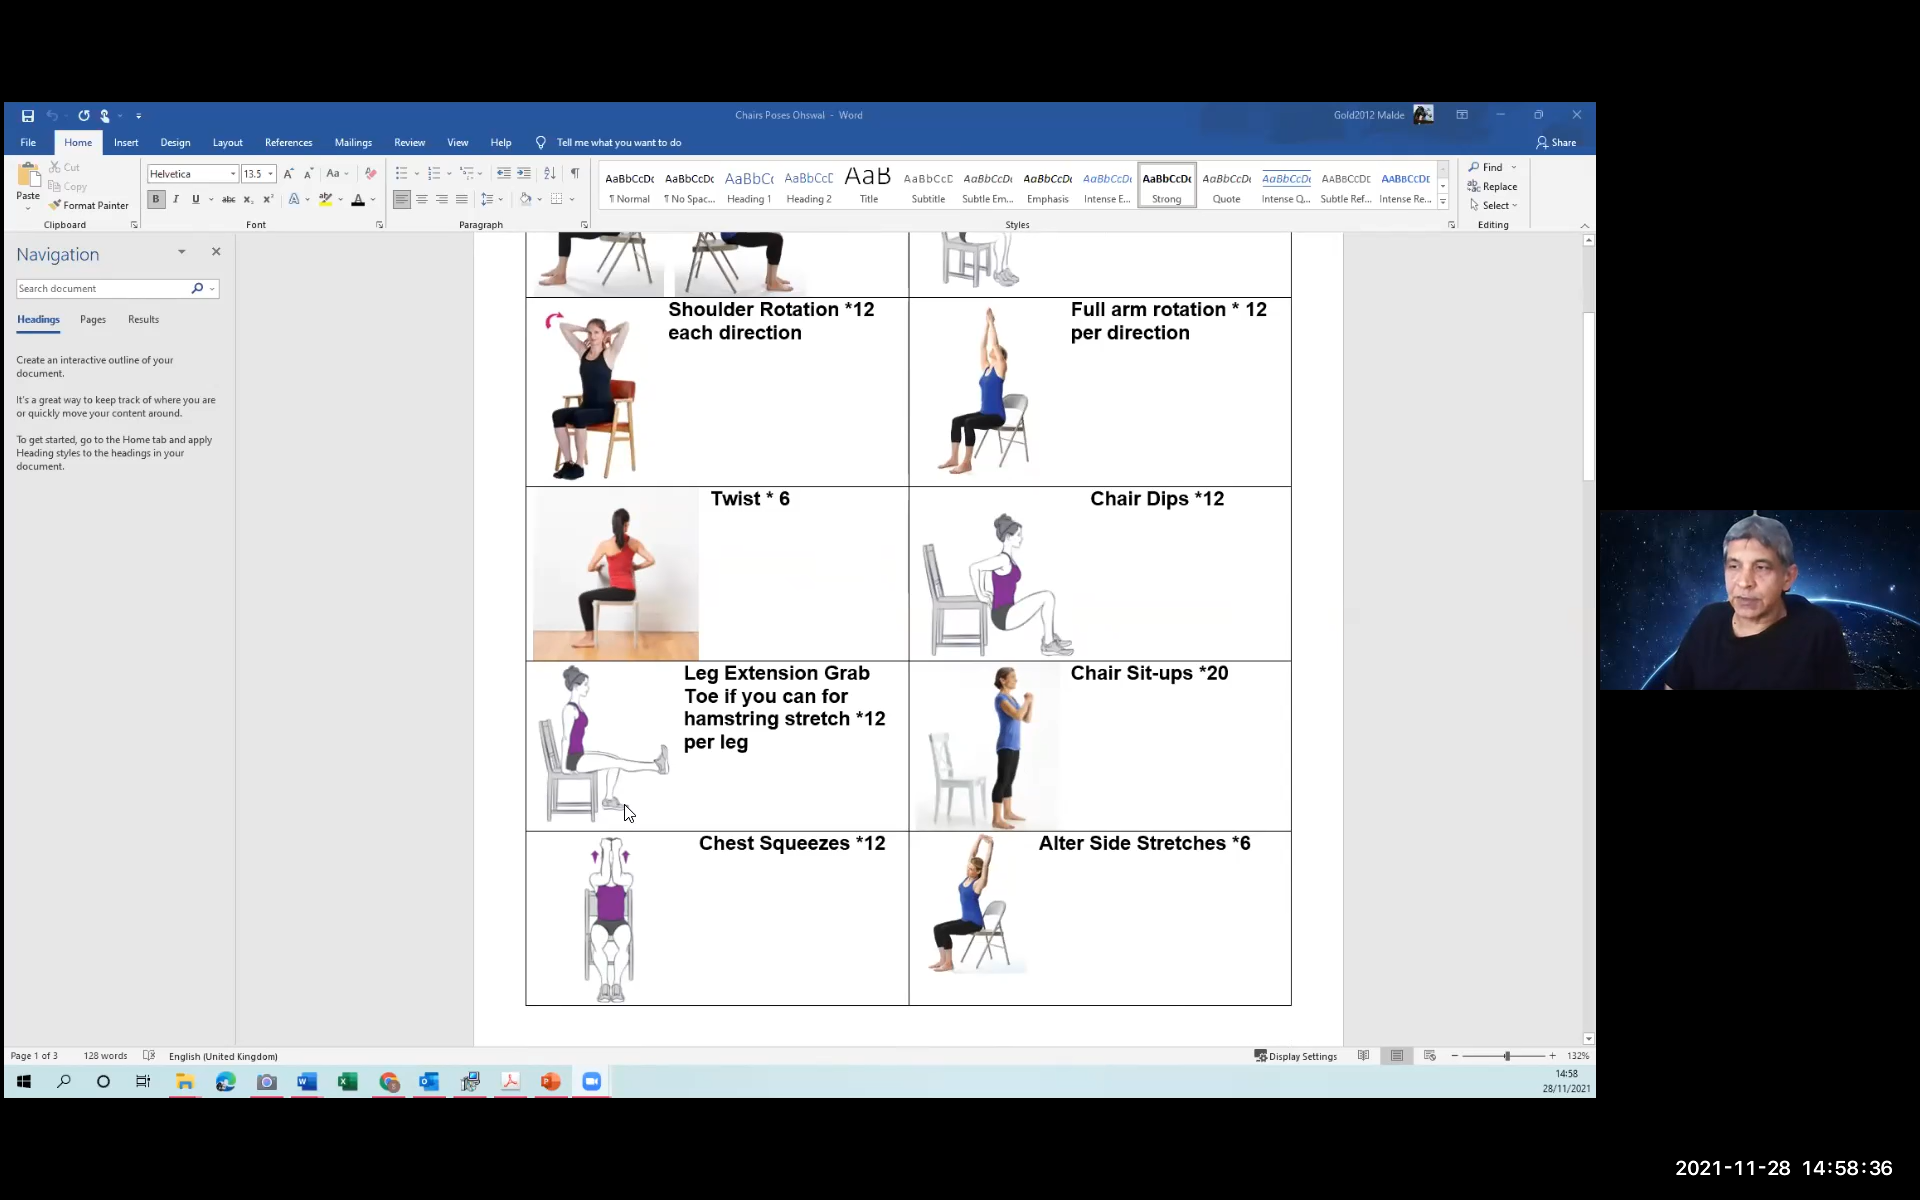 Chairs Poses Ohswal - Word
Gold2012 Malde
File Home Insert Design Layout References Mailings Review View Help Tell me what you want to do
Share
Paste
Cut
Copy
Format Painter
Clipboard
Helvetica 13.5
Font
Paragraph
AaBbCcDc AaBbCcDc AaBbCc AaBbCcE AaB AaBbCcD AaBbCcDc AaBbCcDc AaBbCcDc AaBbCcDc AaBbCcDc AaBbCcDc AABBCCDC AABBCCDC
¶ Normal ¶ No Spac... Heading 1 Heading 2 Title Subtitle Subtle Em... Emphasis Intense E... Strong Quote Intense Q... Subtle Ref... Intense Re...
Styles
Find
Replace
Select
Editing
Navigation
Search document
Headings Pages Results
Create an interactive outline of your
document.
It's a great way to keep track of where you are
or quickly move your content around.
To get started, go to the Home tab and apply
Heading styles to the headings in your
document.
Shoulder Rotation *12
each direction
Full arm rotation * 12
per direction
Twist * 6
Chair Dips *12
Leg Extension Grab
Toe if you can for
hamstring stretch *12
per leg
Chair Sit-ups *20
Chest Squeezes *12
Alter Side Stretches *6
Page 1 of 3 128 words English (United Kingdom)
Display Settings
132%
14:58
28/11/2021
2021-11-28 14:58:36